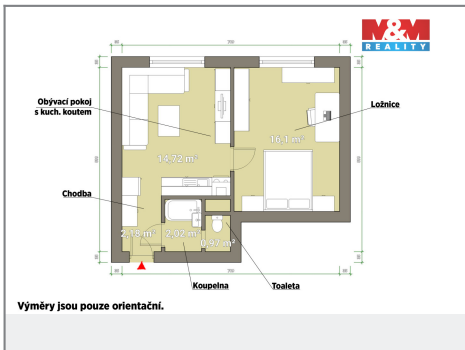 M&M
REALITY
Obývací pokoj
s kuch. koutem
Ložnice
16,1 m²
14,72 m²
Chodba
2,18 m²
2,02 m²
0,97 m²
Koupelna
Toaleta
Výměry jsou pouze orientační.